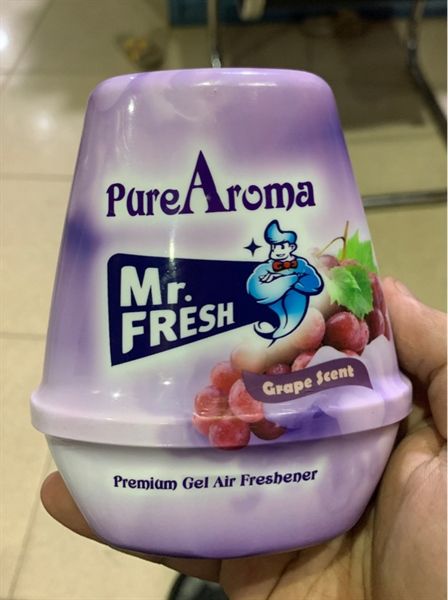 PureAroma
Mr.
FRESH
Grape Scent
Premium Gel Air Freshener